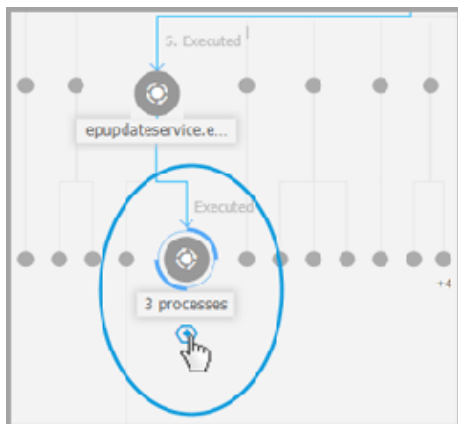 5. Executed
epupdateservice.e...
Executed
3 processes
+4